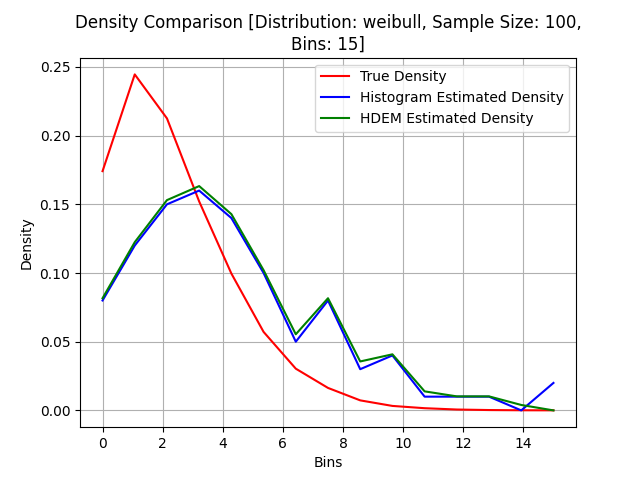 Density Comparison [Distribution: weibull, Sample Size: 100,
Bins: 15]
True Density
Histogram Estimated Density
HDEM Estimated Density
Density
0.25
0.20
0.15
0.10
0.05
0.00
0 2 4 6 8 10 12 14
Bins